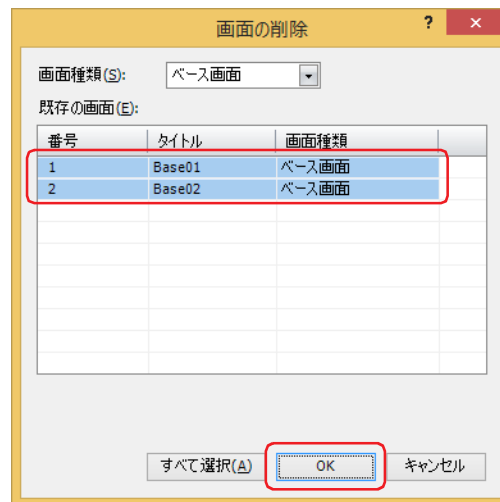 画面の削除 ? ×
画面種類(S): ベース画面
既存の画面(E):
番号 タイトル 画面種類
1 Base01 ベース画面
2 Base02 ベース画面
すべて選択(A) OK キャンセル